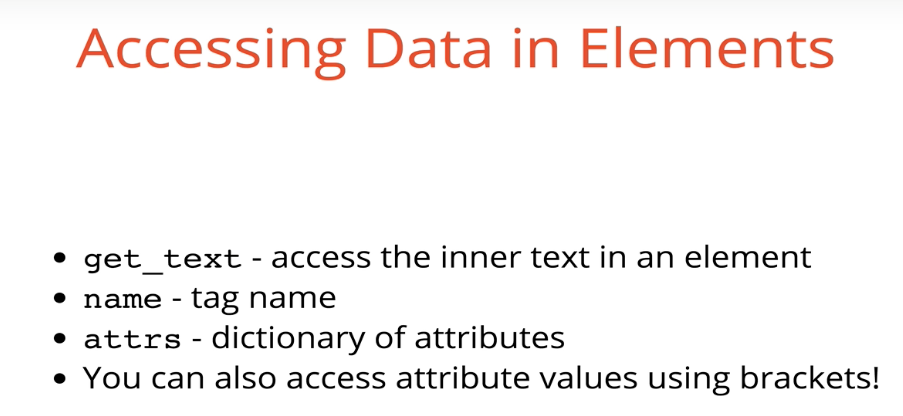 Accessing Data in Elements
• get_text - access the inner text in an element
• name - tag name
• attrs - dictionary of attributes
• You can also access attribute values using brackets!